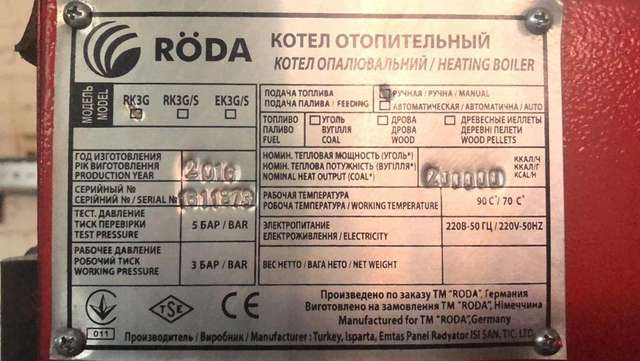 RÖDA
КОТЕЛ ОТОПИТЕЛЬНЫЙ
КОТЕЛ ОПАЛЮВАЛЬНИЙ / HEATING BOILER
МОДЕЛЬ
MODEL
RK3G RK3G/S EK3G/S
ПОДАЧА ТОПЛИВА
ПОДАЧА ПАЛИВА / FEEDING
РУЧНАЯ / РУЧНА / MANUAL
АВТОМАТИЧЕСКАЯ / АВТОМАТИЧНА / AUTO
ТОПЛИВО
ПАЛИВО
FUEL
УГОЛЬ
ВУГІЛЛЯ
COAL
ДРОВА
ДРОВА
WOOD
ДРЕВЕСНЫЕ ПЕЛЛЕТЫ
ДЕРЕВНІ ПЕЛЕТИ
WOOD PELLETS
ГОД ИЗГОТОВЛЕНИЯ
РІК ВИГОТОВЛЕННЯ
PRODUCTION YEAR
2016
НОМИН. ТЕПЛОВАЯ МОЩНОСТЬ (УГОЛЬ*)
НОМІН. ТЕПЛОВА ПОТУЖНІСТЬ (ВУГІЛЛЯ*)
NOMINAL HEAT OUTPUT (COAL*)
ККАЛ/Ч
ККАЛ/Г
KCAL/H
СЕРИЙНЫЙ №
СЕРІЙНИЙ № / SERIAL №
РАБОЧАЯ ТЕМПЕРАТУРА
РОБОЧА ТЕМПЕРАТУРА / WORKING TEMPERATURE
90 C˚/ 70 C˚
ТЕСТ. ДАВЛЕНИЕ
ТИСК ПЕРЕВІРКИ
TEST PRESSURE
5 БАР / BAR
ЭЛЕКТРОПИТАНИЕ
ЕЛЕКТРОЖИВЛЕННЯ / ELECTRICITY
220В-50 ГЦ / 220V-50HZ
РАБОЧЕЕ ДАВЛЕНИЕ
РОБОЧИЙ ТИСК
WORKING PRESSURE
3 БАР / BAR
ВЕС НЕТТО / ВАГА НЕТТО / NET WEIGHT
011
TSE
CE
Произведено по заказу ТМ "RODA", Германия
Виготовлено на замовлення ТМ "RODA", Німеччина
Manufactured for TM "RODA", Germany
Производитель / Виробник / Manufacturer : Turkey, Isparta, Emtas Panel Radyator ISI SAN. TIC. LTD.